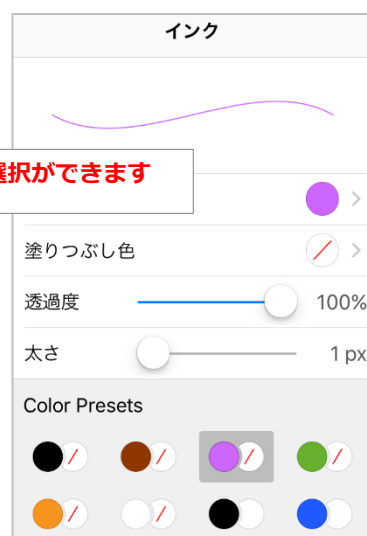 インク
選択ができます
塗りつぶし色
透過度 100%
太さ 1 px
Color Presets